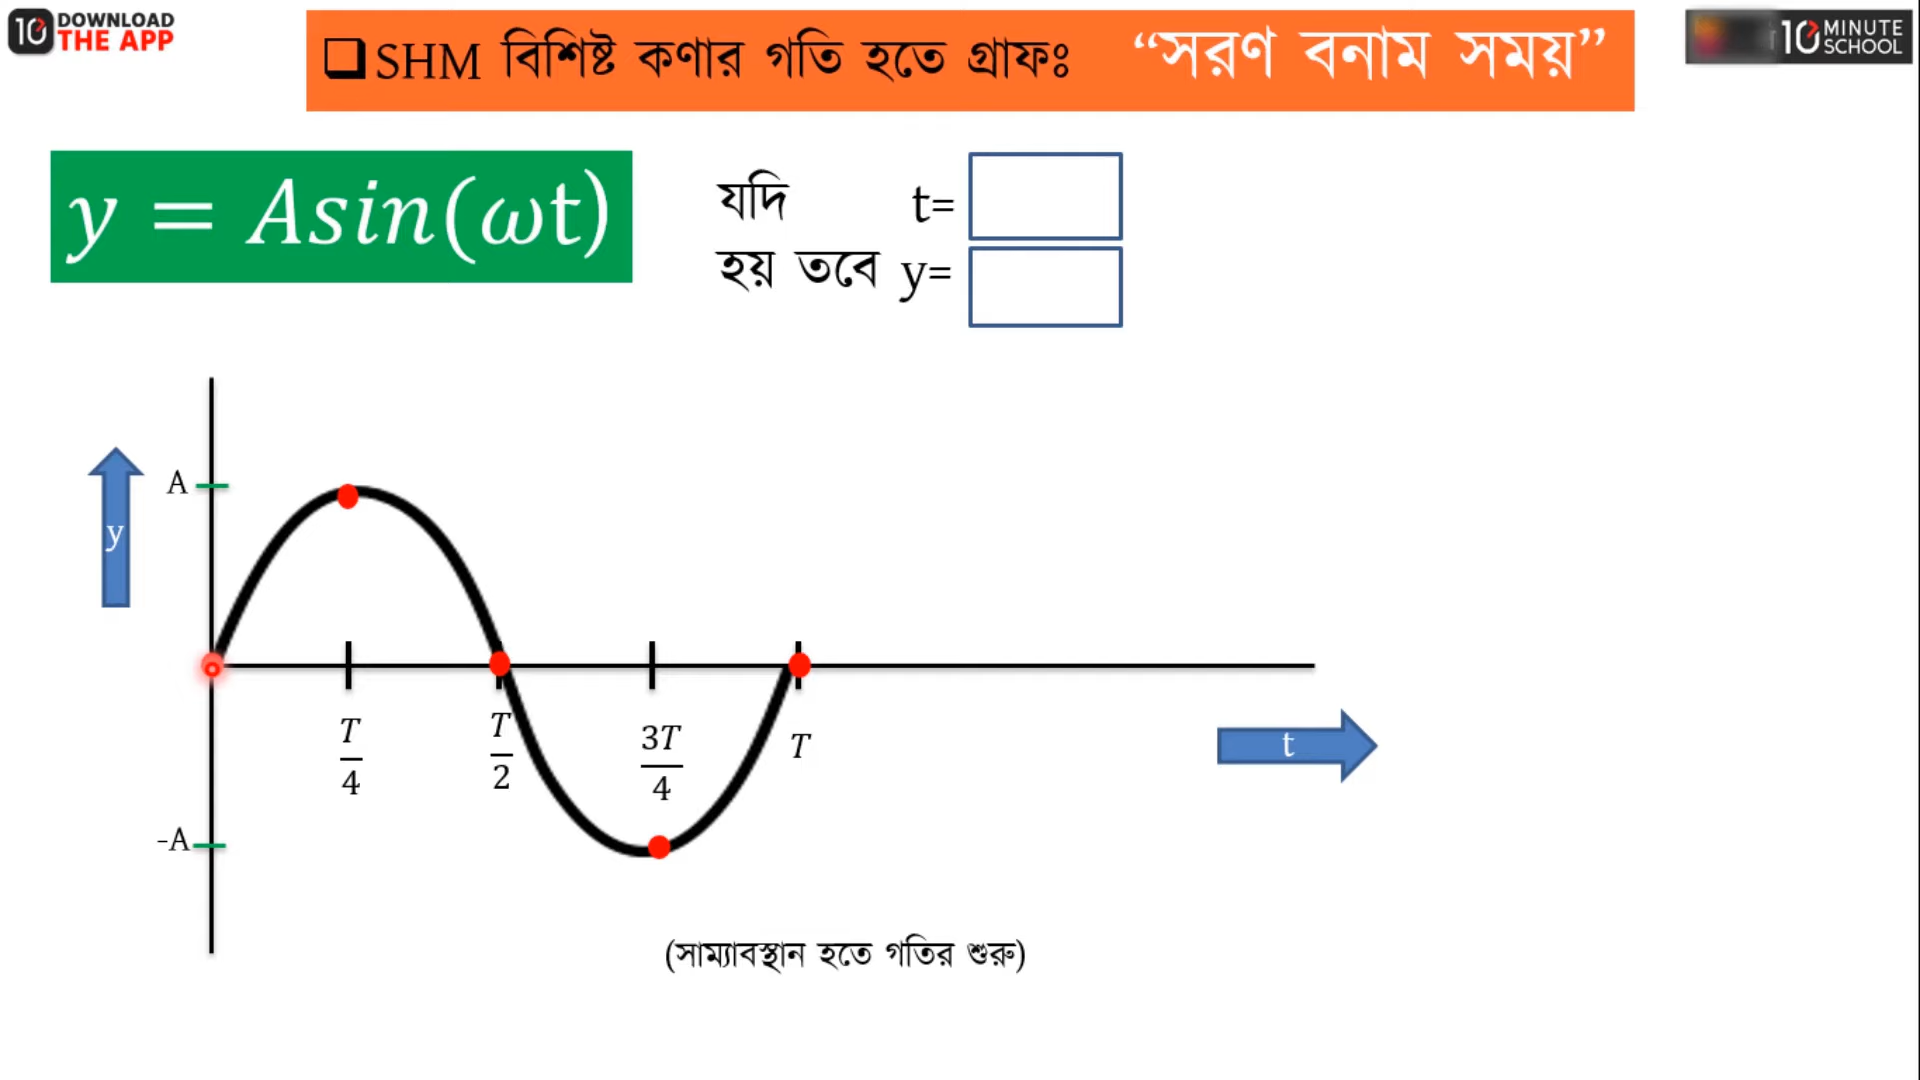 10 DOWNLOAD THE APP
❑SHM বিশিষ্ট কণার গতি হতে গ্রাফঃ “সরণ বনাম সময়”
10 MINUTE SCHOOL
y = Asin(ωt)
যদি t=
হয় তবে y=
A
y
T/4
T/2
3T/4
T
t
-A
(সাম্যাবস্থান হতে গতির শুরু)